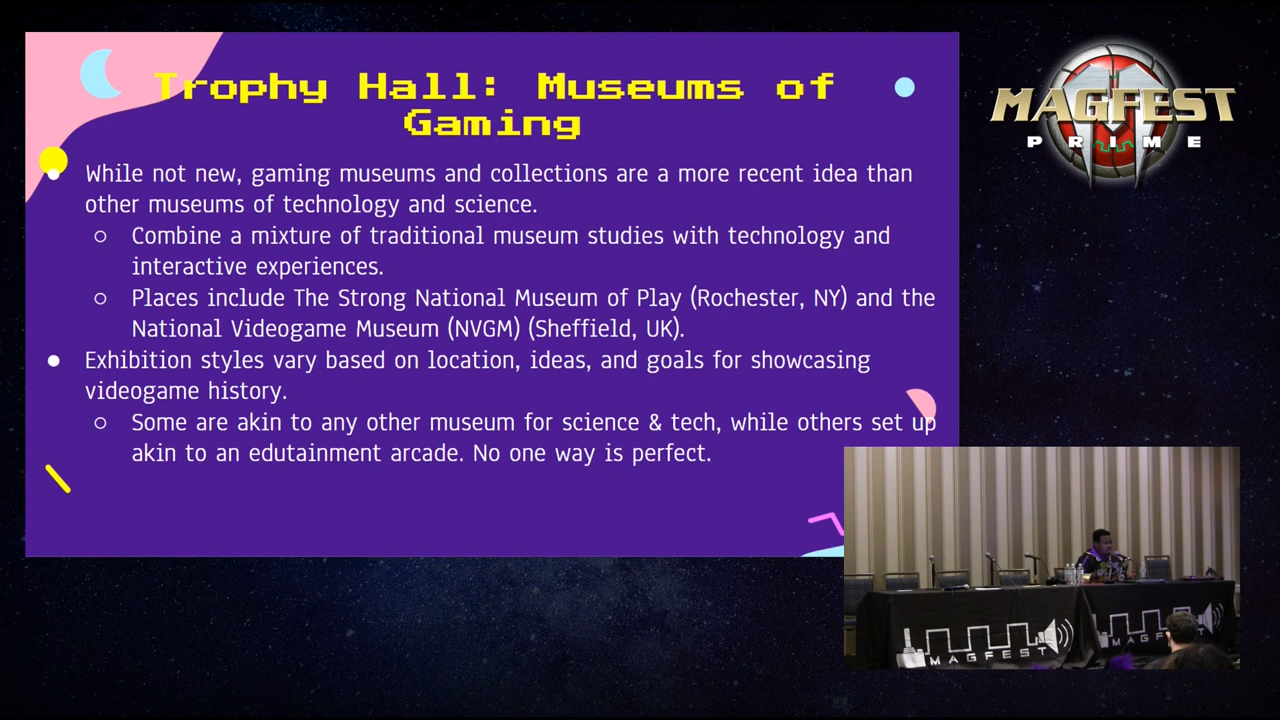 Trophy Hall: Museums of
Gaming
While not new, gaming museums and collections are a more recent idea than
other museums of technology and science.
Combine a mixture of traditional museum studies with technology and
interactive experiences.
Places include The Strong National Museum of Play (Rochester, NY) and the
National Videogame Museum (NVGM) (Sheffield, UK).
Exhibition styles vary based on location, ideas, and goals for showcasing
videogame history.
Some are akin to any other museum for science & tech, while others set up
akin to an edutainment arcade. No one way is perfect.
MAGFEST
PRIME
MAGFEST
MAGFEST